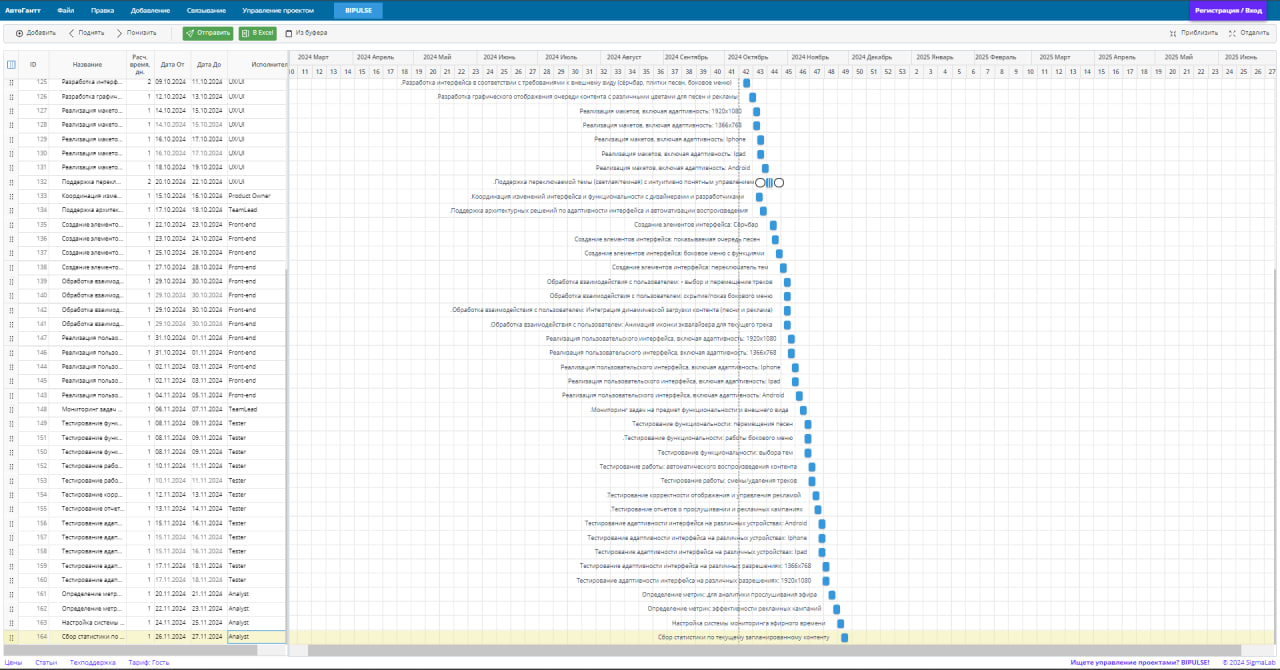 АвтоГантт Файл Правка Добавление Связывание Управление проектом BIPULSE Регистрация / Вход
Добавить Поднять Понизить Отправить В Excel Из буфера Приблизить Отдалить
ID Название Расч. время, дн. Дата От Дата До Исполнител
2024 Март 2024 Апрель 2024 Май 2024 Июнь 2024 Июль 2024 Август 2024 Сентябрь 2024 Октябрь 2024 Ноябрь 2024 Декабрь 2025 Январь 2025 Февраль 2025 Март 2025 Апрель 2025 Май 2025 Июнь
10 11 12 13 14 15 16 17 18 19 20 21 22 23 24 25 26 27 28 29 30 31 32 33 34 35 36 37 38 39 40 41 42 43 44 45 46 47 48 49 50 51 52 53 2 3 4 5 6 7 8 9 10 11 12 13 14 15 16 17 18 19 20 21 22 23 24 25 26 27
125 Разработка интерф... 2 09.10.2024 11.10.2024 UX/UI Разработка интерфейса в соответствии с требованиями к внешнему виду (сёрчбар, плитки песен, боковое меню)
126 Разработка графич... 1 12.10.2024 13.10.2024 UX/UI Разработка графического отображения очереди контента с различными цветами для песен и рекламы
127 Реализация макето... 1 14.10.2024 15.10.2024 UX/UI Реализация макетов, включая адаптивность: 1920x1080
128 Реализация макето... 1 14.10.2024 15.10.2024 UX/UI Реализация макетов, включая адаптивность: 1366x768
129 Реализация макето... 1 16.10.2024 17.10.2024 UX/UI Реализация макетов, включая адаптивность: Iphone
130 Реализация макето... 1 16.10.2024 17.10.2024 UX/UI Реализация макетов, включая адаптивность: Ipad
131 Реализация макето... 1 18.10.2024 19.10.2024 UX/UI Реализация макетов, включая адаптивность: Android
132 Поддержка перекл... 2 20.10.2024 22.10.2024 UX/UI Поддержка переключаемой темы (светлая/темная) с интуитивно понятным управлением
133 Координация изме... 1 15.10.2024 16.10.2024 Product Owner Координация изменений интерфейса и функциональности с дизайнерами и разработчиками
134 Поддержка архитек... 1 17.10.2024 18.10.2024 TeamLead Поддержка архитектурных решений по адаптивности интерфейса и автоматизации воспроизведения
135 Создание элементо... 1 22.10.2024 23.10.2024 Front-end Создание элементов интерфейса: Сёрчбар
136 Создание элементо... 1 23.10.2024 24.10.2024 Front-end Создание элементов интерфейса: показываемая очередь песен
137 Создание элементо... 1 25.10.2024 26.10.2024 Front-end Создание элементов интерфейса: боковое меню с функциями
138 Создание элементо... 1 27.10.2024 28.10.2024 Front-end Создание элементов интерфейса: переключатель тем
139 Обработка взаимод... 1 29.10.2024 30.10.2024 Front-end Обработка взаимодействия с пользователем: - выбор и перемещение треков
140 Обработка взаимод... 1 29.10.2024 30.10.2024 Front-end Обработка взаимодействия с пользователем: скрытие/показ бокового меню
142 Обработка взаимод... 1 29.10.2024 30.10.2024 Front-end Обработка взаимодействия с пользователем: Интеграция динамической загрузки контента (песни и реклама)
141 Обработка взаимод... 1 29.10.2024 30.10.2024 Front-end Обработка взаимодействия с пользователем: Анимация иконки эквалайзера для текущего трека
147 Реализация пользо... 1 31.10.2024 01.11.2024 Front-end Реализация пользовательского интерфейса, включая адаптивность: 1920x1080
146 Реализация пользо... 1 31.10.2024 01.11.2024 Front-end Реализация пользовательского интерфейса, включая адаптивность: 1366x768
144 Реализация пользо... 1 02.11.2024 03.11.2024 Front-end Реализация пользовательского интерфейса, включая адаптивность: Iphone
145 Реализация пользо... 1 02.11.2024 03.11.2024 Front-end Реализация пользовательского интерфейса, включая адаптивность: Ipad
143 Реализация пользо... 1 04.11.2024 05.11.2024 Front-end Реализация пользовательского интерфейса, включая адаптивность: Android
148 Мониторинг задач ... 1 06.11.2024 07.11.2024 TeamLead Мониторинг задач на предмет функциональности и внешнего вида
149 Тестирование функ... 1 08.11.2024 09.11.2024 Tester Тестирование функциональности: перемещения песен
151 Тестирование функ... 1 08.11.2024 09.11.2024 Tester Тестирование функциональности: работы бокового меню
150 Тестирование функ... 1 08.11.2024 09.11.2024 Tester Тестирование функциональности: выбора тем
152 Тестирование рабо... 1 10.11.2024 11.11.2024 Tester Тестирование работы: автоматического воспроизведения контента
153 Тестирование рабо... 1 10.11.2024 11.11.2024 Tester Тестирование работы: смены/удаления треков
154 Тестирование корр... 1 12.11.2024 13.11.2024 Tester Тестирование корректности отображения и управления рекламой
155 Тестирование отчет... 1 13.11.2024 14.11.2024 Tester Тестирование отчетов о прослушивании и рекламных кампаниях
156 Тестирование адап... 1 15.11.2024 16.11.2024 Tester Тестирование адаптивности интерфейса на различных устройствах: Android
157 Тестирование адап... 1 15.11.2024 16.11.2024 Tester Тестирование адаптивности интерфейса на различных устройствах: Iphone
158 Тестирование адап... 1 15.11.2024 16.11.2024 Tester Тестирование адаптивности интерфейса на различных устройствах: Ipad
159 Тестирование адап... 1 17.11.2024 18.11.2024 Tester Тестирование адаптивности интерфейса на различных разрешениях: 1366x768
160 Тестирование адап... 1 17.11.2024 18.11.2024 Tester Тестирование адаптивности интерфейса на различных разрешениях: 1920x1080
161 Определение метр... 1 20.11.2024 21.11.2024 Analyst Определение метрик: для аналитики прослушивания эфира
162 Определение метр... 1 22.11.2024 23.11.2024 Analyst Определение метрик: эффективности рекламных кампаний
163 Настройка системы ... 1 24.11.2024 25.11.2024 Analyst Настройка системы мониторинга эфирного времени
164 Сбор статистики по ... 1 26.11.2024 27.11.2024 Analyst Сбор статистики по текущему запланированному контенту
Цены Статьи Техподдержка Тариф: Гость Ищете управление проектами? BIPULSE! © 2024 SigmaLab